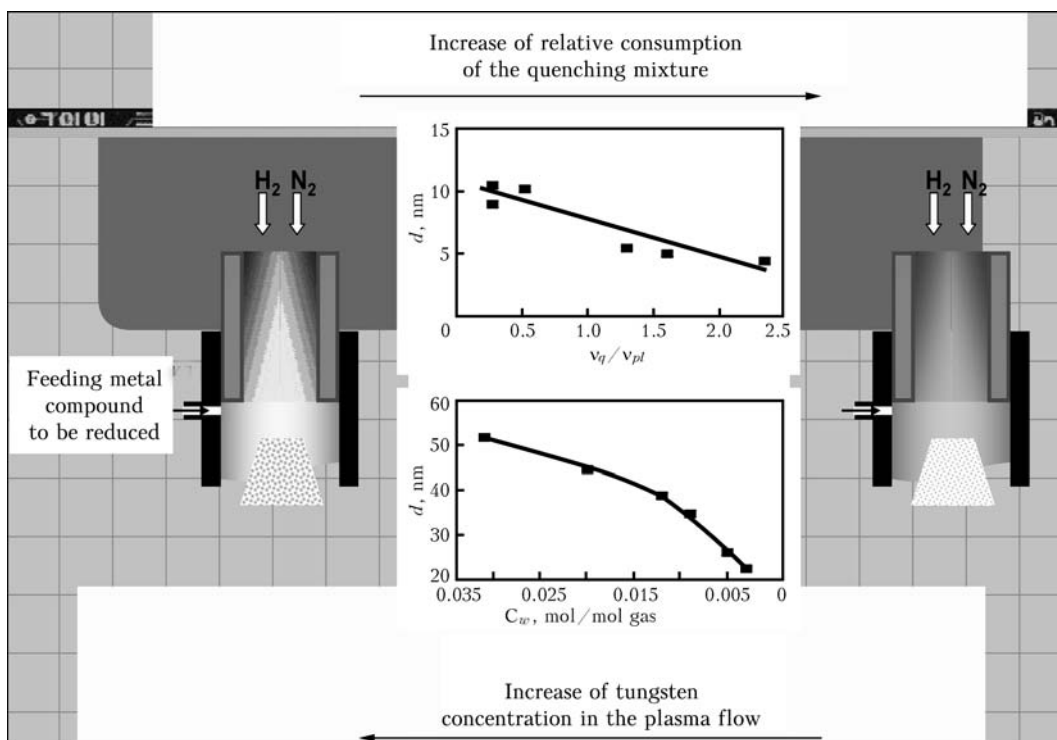 Increase of relative consumption
of the quenching mixture
H₂ N₂
Feeding metal
compound
to be reduced
15
10
5
d, nm
0 0.5 1.0 1.5 2.0 2.5
νq/νpl
60
50
40
30
20
d, nm
0.035 0.025 0.015 0.005 0
Cw, mol/mol gas
H₂ N₂
Increase of tungsten
concentration in the plasma flow